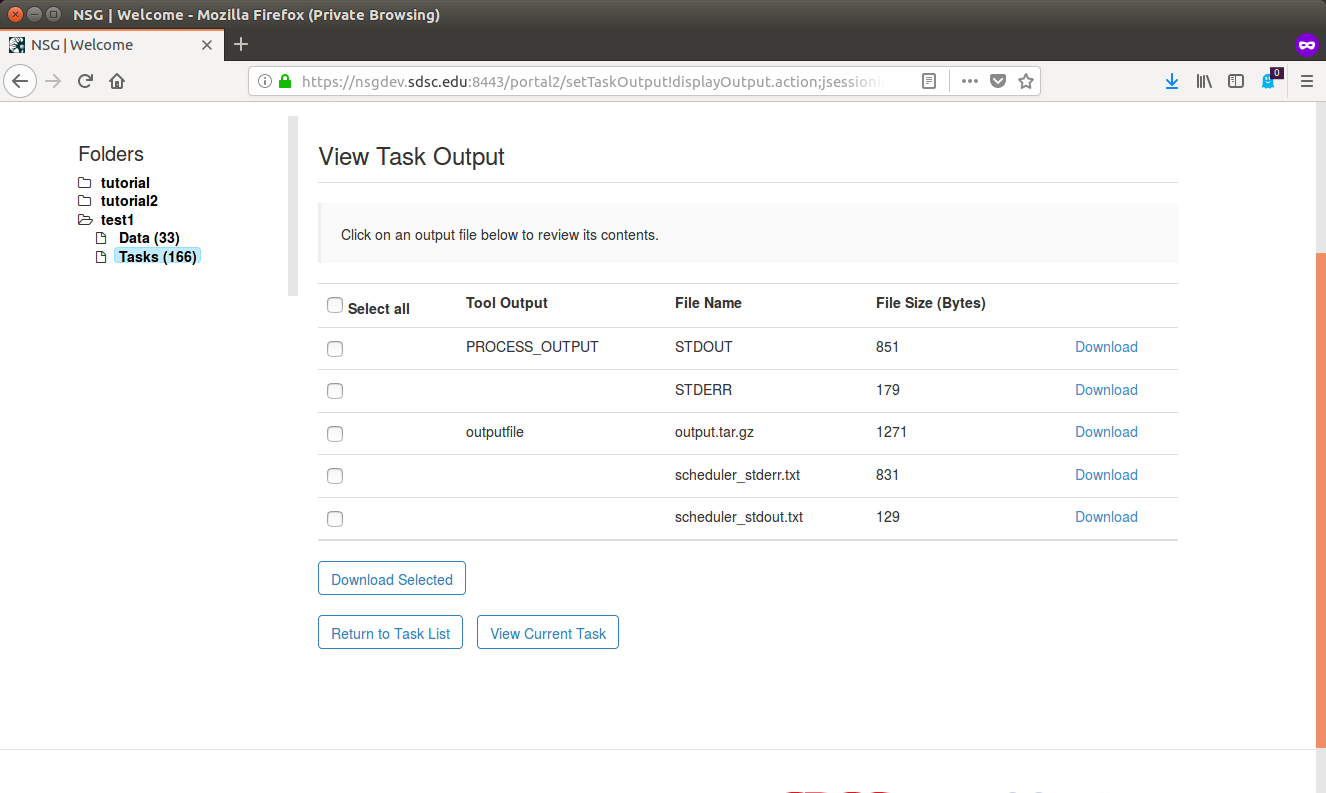 NSG | Welcome - Mozilla Firefox (Private Browsing)
NSG | Welcome
https://nsgdev.sdsc.edu:8443/portal2/setTaskOutput!displayOutput.action;jsessioni
0
Folders
tutorial
tutorial2
test1
Data (33)
Tasks (166)
View Task Output
Click on an output file below to review its contents.
Select all Tool Output File Name File Size (Bytes)
PROCESS_OUTPUT STDOUT 851 Download
STDERR 179 Download
outputfile output.tar.gz 1271 Download
scheduler_stderr.txt 831 Download
scheduler_stdout.txt 129 Download
Download Selected
Return to Task List View Current Task